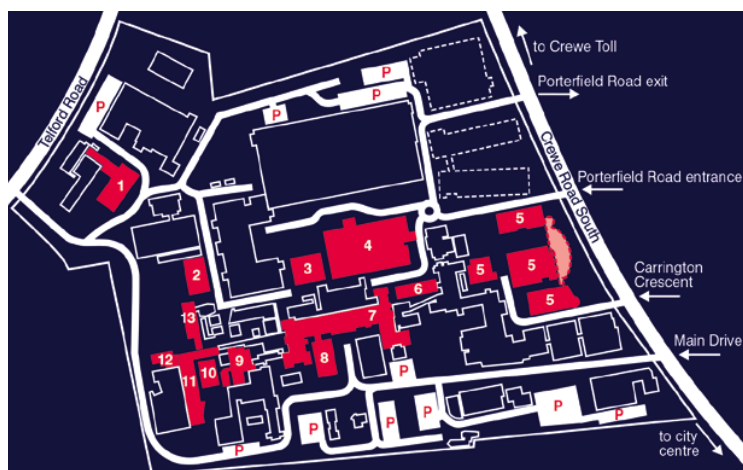 to Crewe Toll
Porterfield Road exit
Telford Road
P
P
P
P
Crewe Road South
Porterfield Road entrance
1
5
4
5
5
2
3
6
5
Carrington
Crescent
13
7
Main Drive
12
9
8
10
11
P
P
P
P
P
P
P
to city
centre